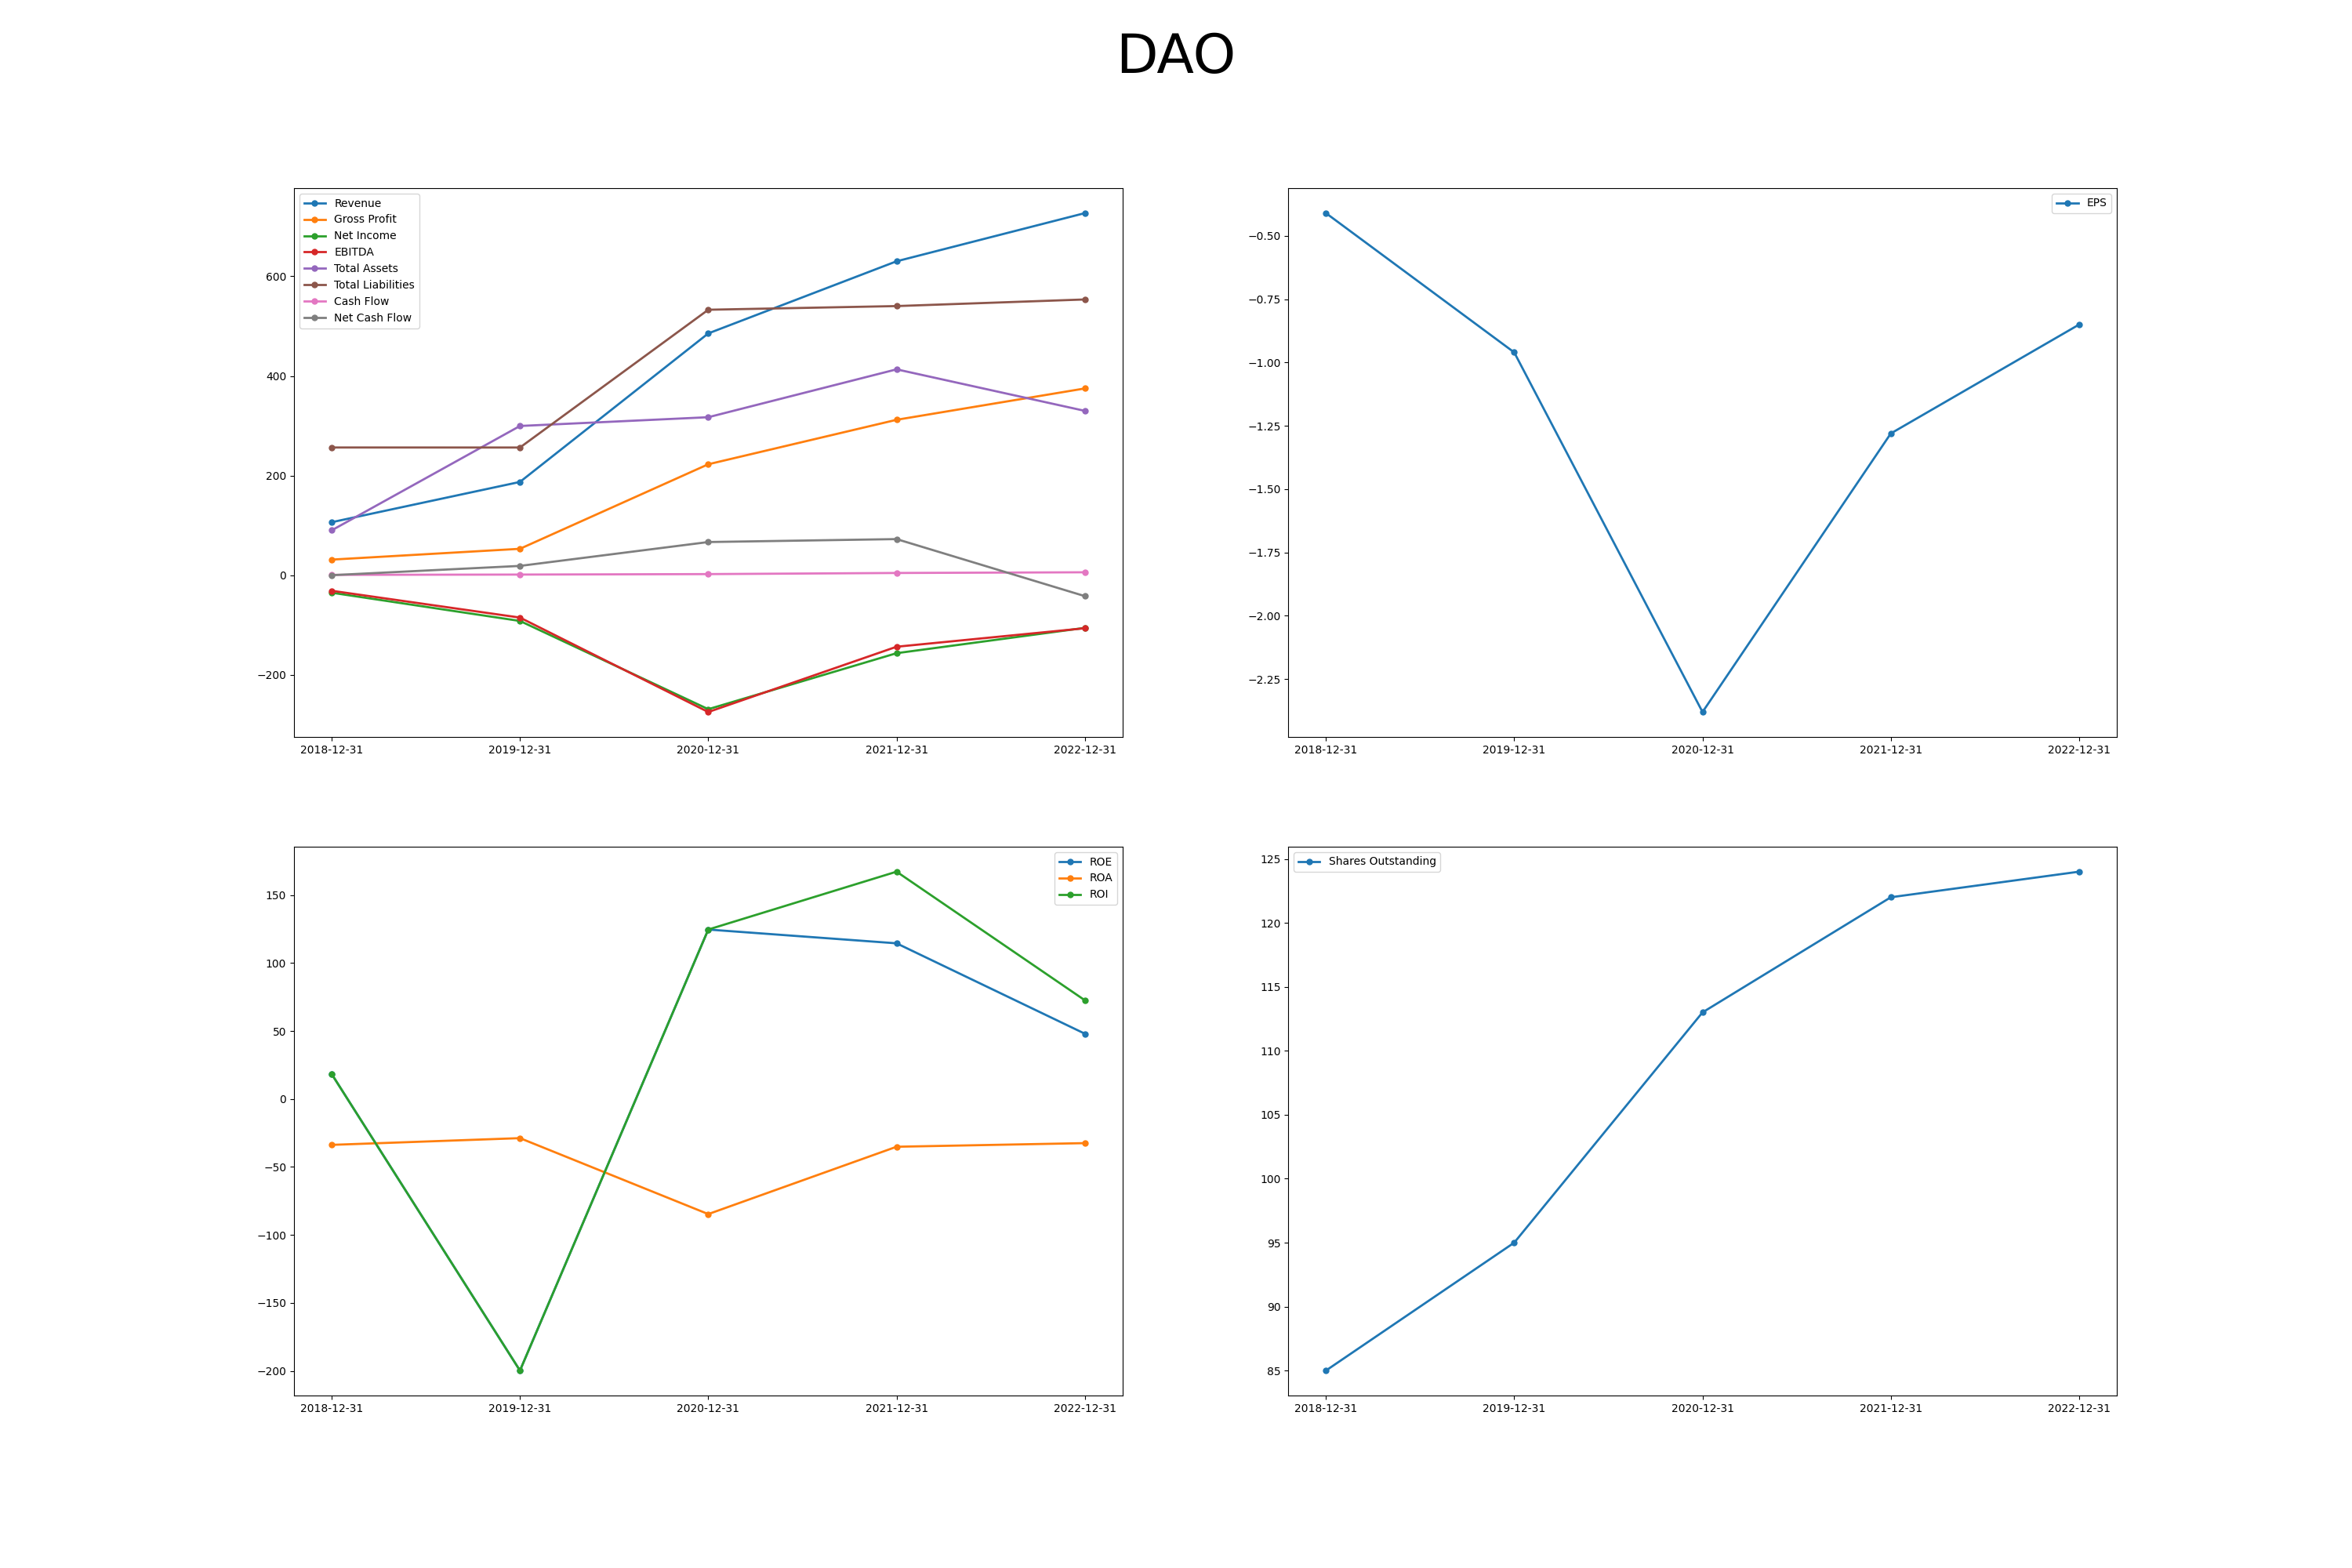 DAO
Revenue
Gross Profit
Net Income
EBITDA
Total Assets
Total Liabilities
Cash Flow
Net Cash Flow
600
400
200
0
−200
2018-12-31 2019-12-31 2020-12-31 2021-12-31 2022-12-31
EPS
−0.50
−0.75
−1.00
−1.25
−1.50
−1.75
−2.00
−2.25
2018-12-31 2019-12-31 2020-12-31 2021-12-31 2022-12-31
ROE
ROA
ROI
150
100
50
0
−50
−100
−150
−200
2018-12-31 2019-12-31 2020-12-31 2021-12-31 2022-12-31
Shares Outstanding
125
120
115
110
105
100
95
90
85
2018-12-31 2019-12-31 2020-12-31 2021-12-31 2022-12-31